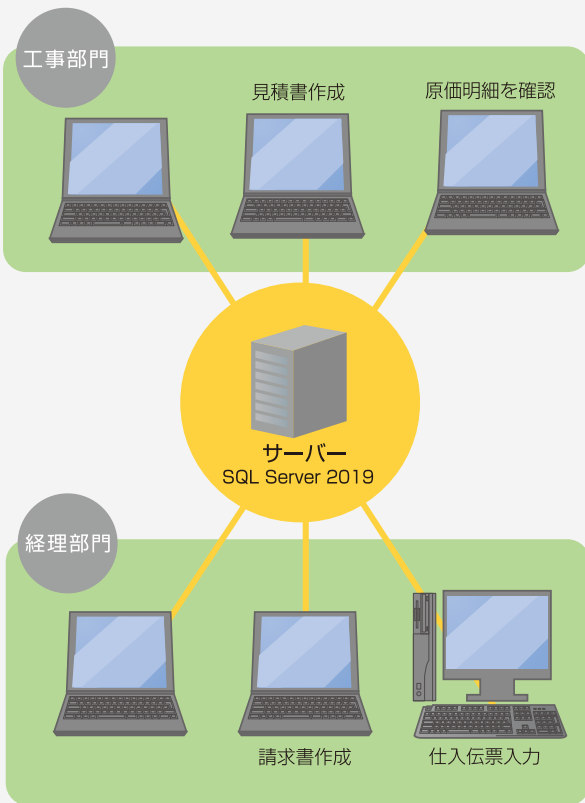 工事部門
見積書作成
原価明細を確認
サーバー
SQL Server 2019
経理部門
請求書作成
仕入伝票入力